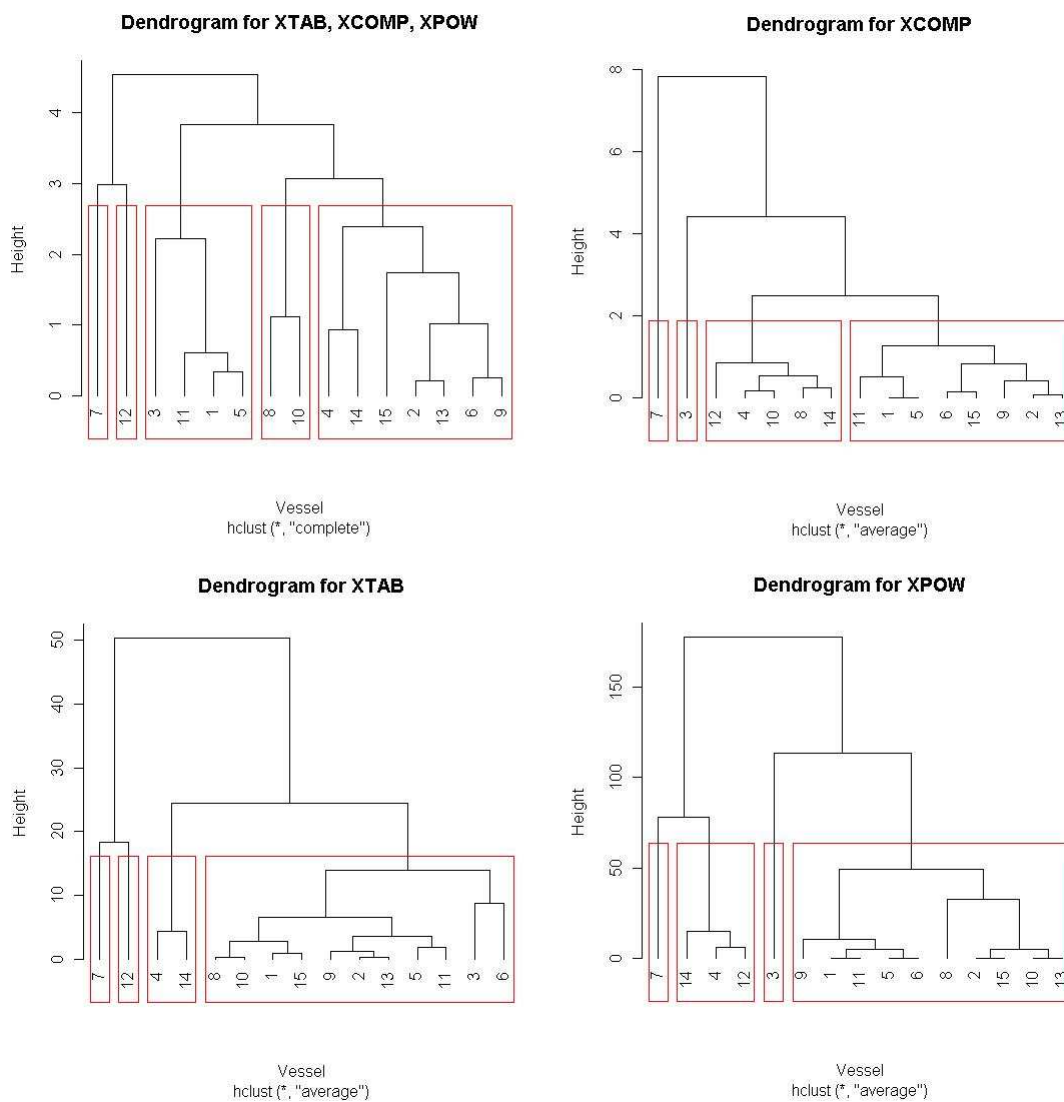 Dendrogram for XTAB, XCOMP, XPOW
Height
4
3
2
1
0
7 12 3 11 1 5 8 10 4 14 15 2 13 6 9
Vessel
hclust (*, "complete")
Dendrogram for XCOMP
Height
8
6
4
2
0
7 3 12 4 10 8 14 11 1 5 6 15 9 2 13
Vessel
hclust (*, "average")
Dendrogram for XTAB
Height
50
40
30
20
10
0
7 12 4 14 8 10 1 15 9 2 13 5 11 3 6
Vessel
hclust (*, "average")
Dendrogram for XPOW
Height
150
100
50
0
7 14 4 12 3 9 1 11 5 6 8 2 15 10 13
Vessel
hclust (*, "average")